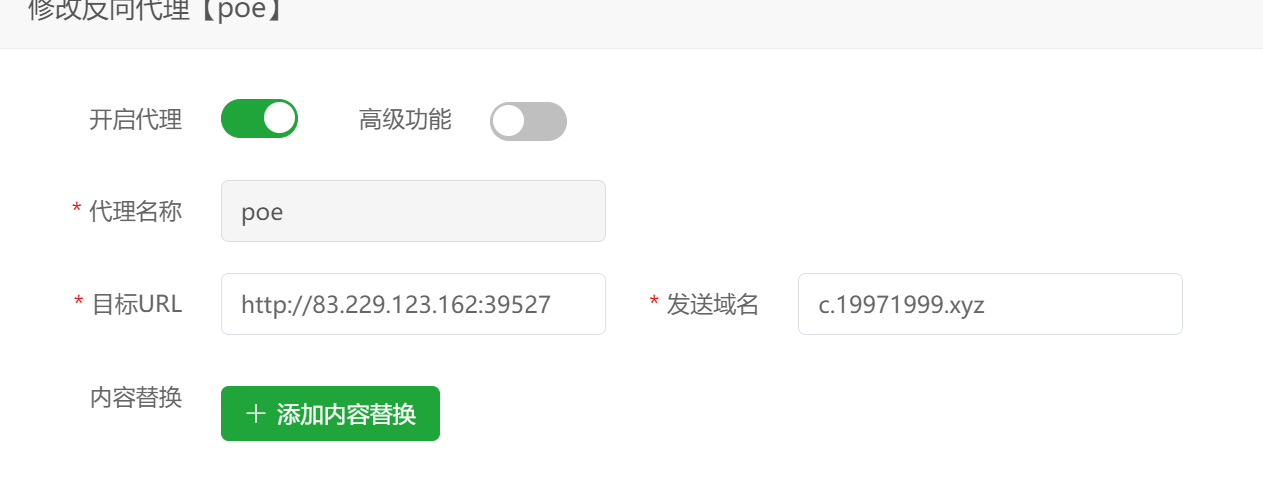 修改反向代理【poe】
开启代理 高级功能
* 代理名称 poe
* 目标URL http://83.229.123.162:39527 * 发送域名 c.19971999.xyz
内容替换 + 添加内容替换